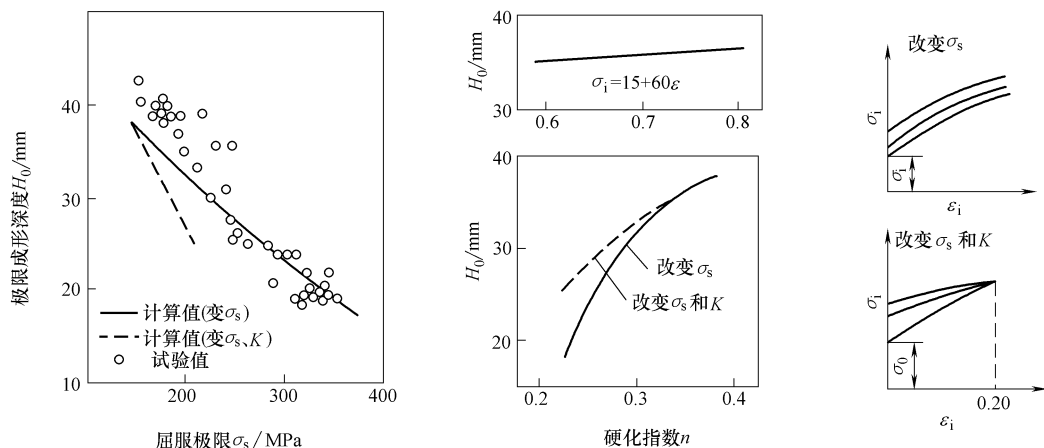 极限成形深度H₀/mm
40
30
20
10
计算值(变σₛ)
计算值(变σₛ、K)
试验值
200
300
400
屈服极限σₛ/MPa
H₀/mm
40
30
σᵢ=15+60ε
0.6
0.7
0.8
H₀/mm
30
20
改变σₛ
改变σₛ和K
0.2
0.3
0.4
硬化指数n
改变σₛ
σᵢ
σᵢ
εᵢ
改变σₛ和K
σᵢ
σ₀
0.20
εᵢ